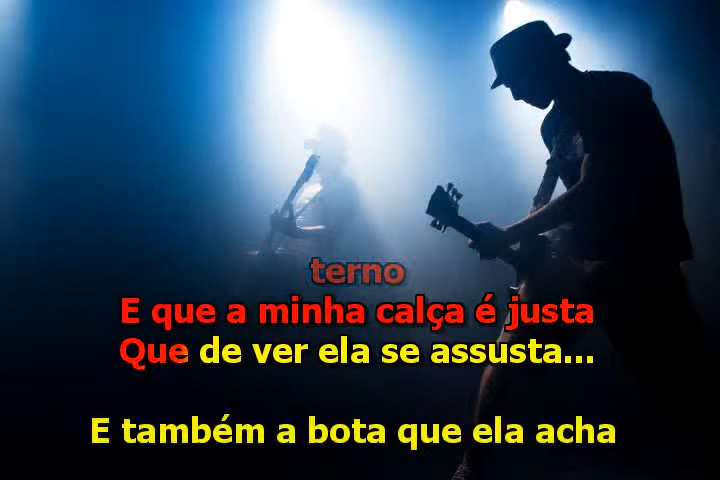 terno
E que a minha calça é justa
Que de ver ela se assusta...
E também a bota que ela acha